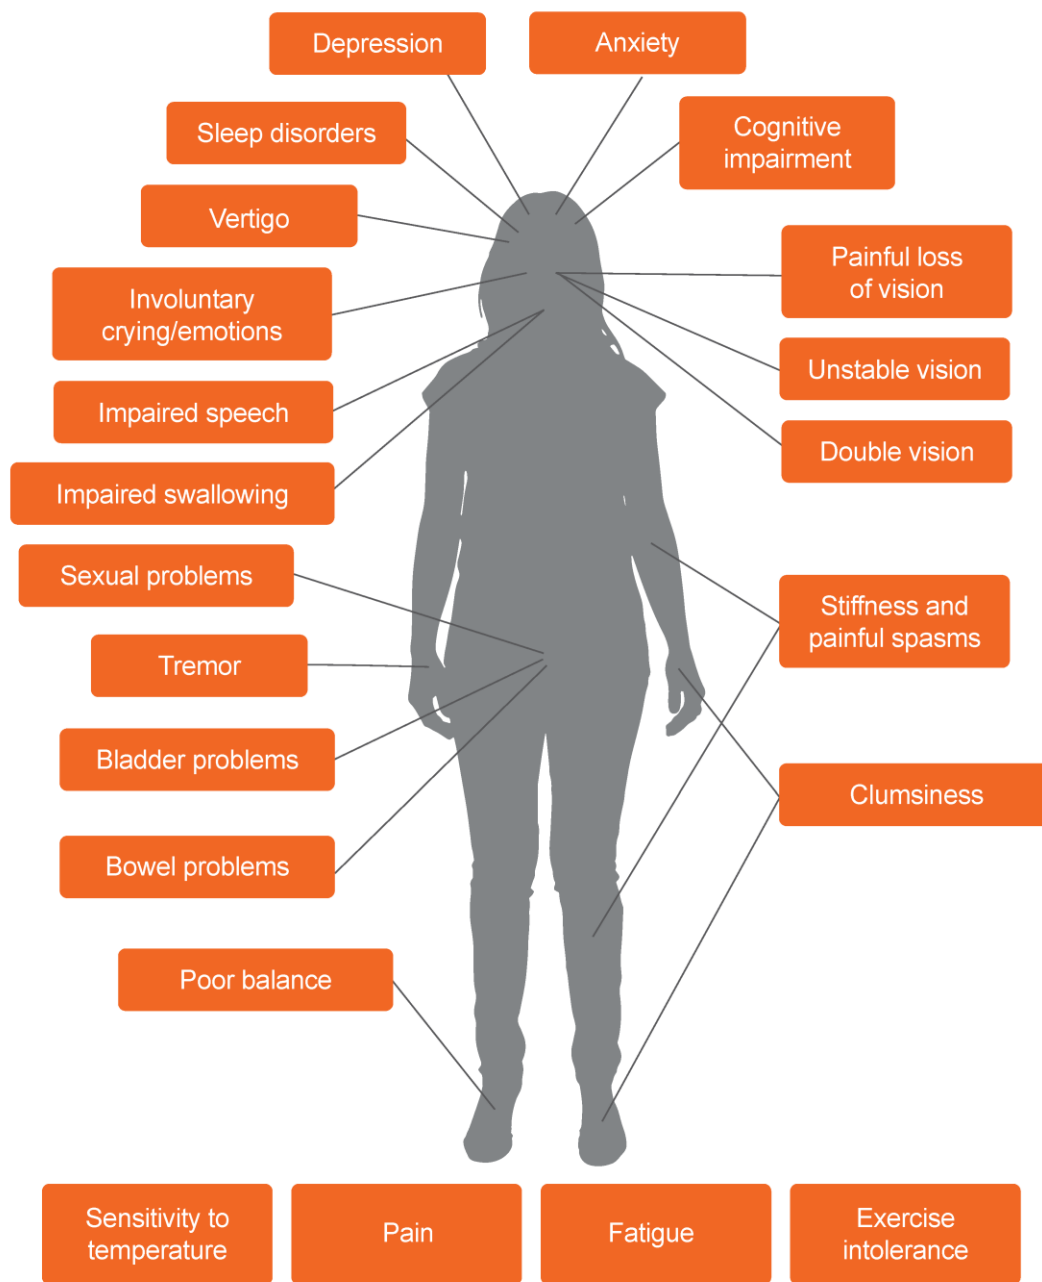 Depression
Anxiety
Sleep disorders
Cognitive
impairment
Vertigo
Painful loss
of vision
Involuntary
crying/emotions
Unstable vision
Impaired speech
Double vision
Impaired swallowing
Sexual problems
Stiffness and
painful spasms
Tremor
Bladder problems
Clumsiness
Bowel problems
Poor balance
Sensitivity to
temperature
Pain
Fatigue
Exercise
intolerance